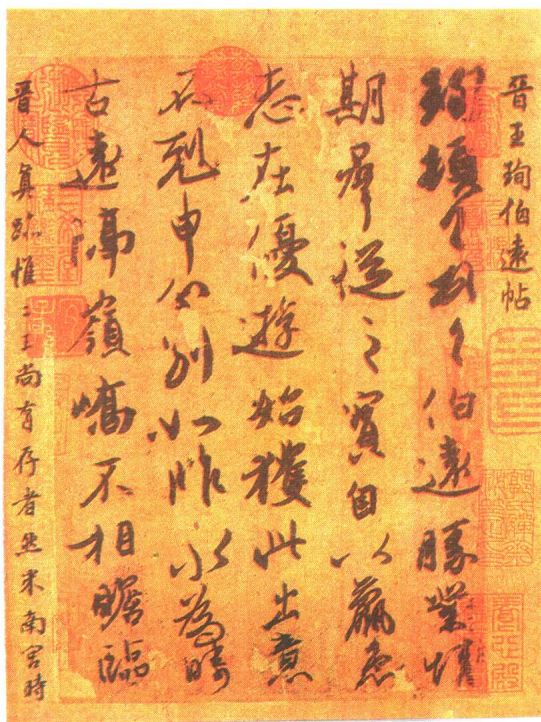 晉王珣伯遠帖
珣頓首頓首伯遠勝業情
期羣從之寶自以羸患
志在優遊始獲此出意
不剋申分別如昨永為疇
古遠隔嶺嶠不相瞻臨
晉人真跡惟二王尚有存者然米南宮時